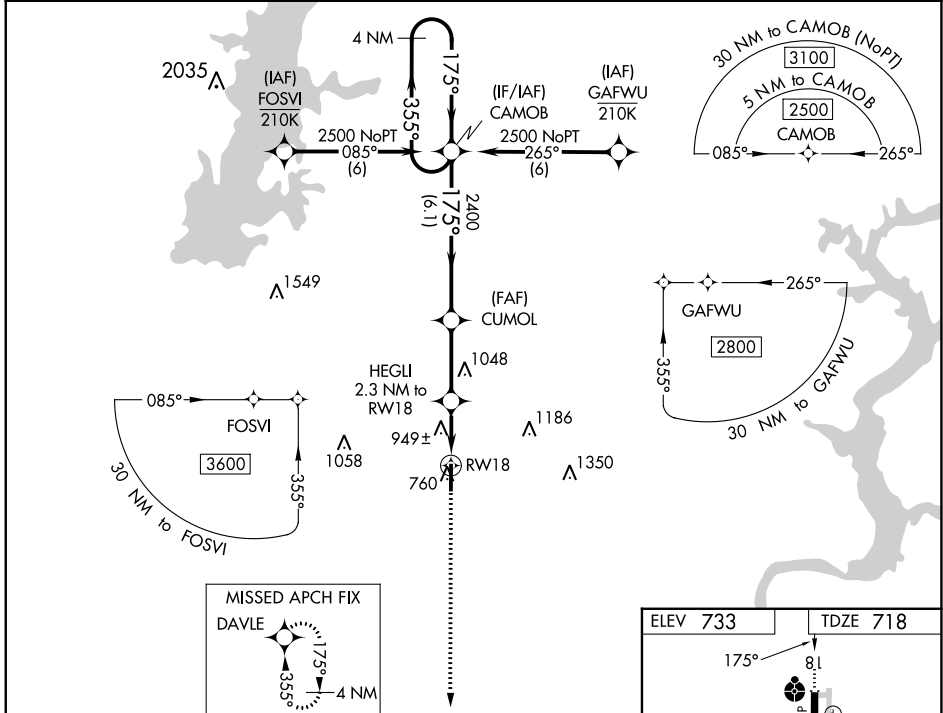 4 NM
175°
355°
2035
(IAF)
FOSVI
210K
(IF/IAF)
CAMOB
(IAF)
GAFWU
210K
2500 NoPT
085°
(6)
2500 NoPT
265°
(6)
30 NM to CAMOB (NoPT)
3100
5 NM to CAMOB
2500
CAMOB
085°
265°
2400
175°
(6.1)
1549
(FAF)
CUMOL
265°
GAFWU
2800
355°
30 NM to GAFWU
1048
HEGLI
2.3 NM to
RW18
085°
FOSVI
3600
355°
30 NM to FOSVI
1058
949±
1186
760
RW18
1350
MISSED APCH FIX
DAVLE
175°
355°
4 NM
ELEV 733
TDZE 718
175°
18
P